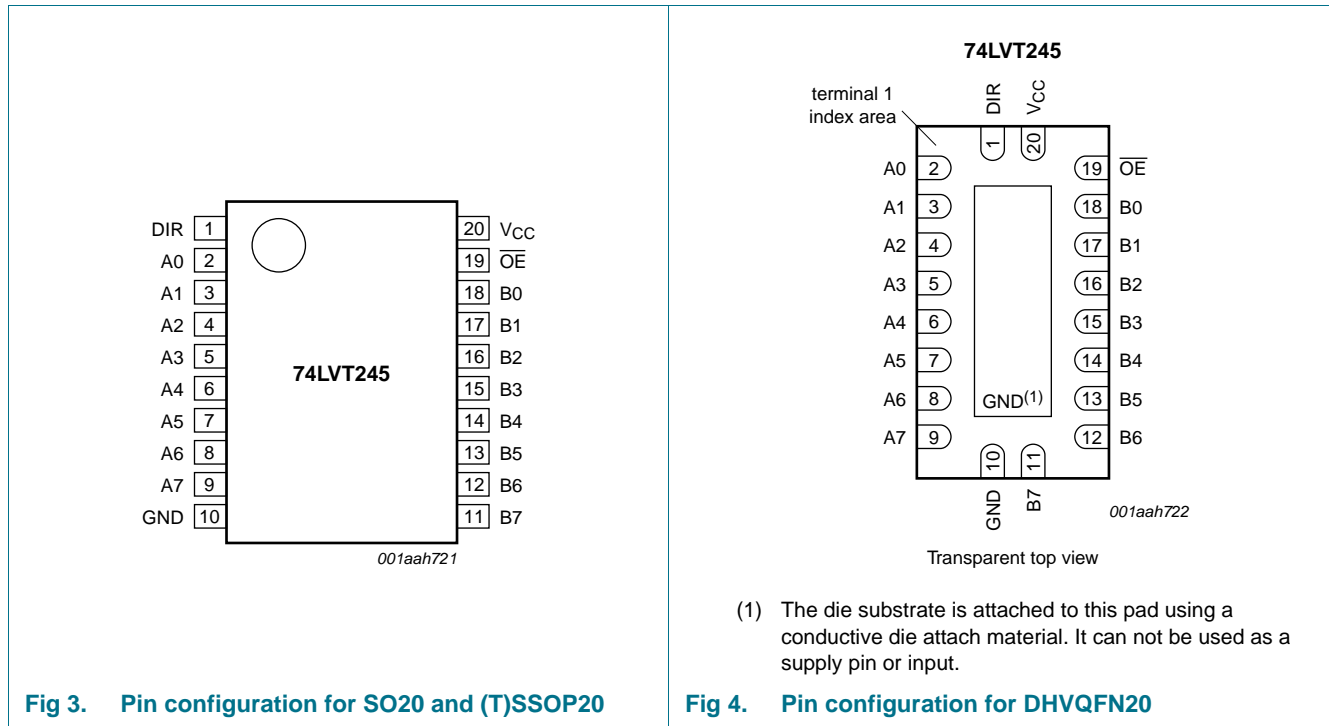 DIR 1
A0 2
A1 3
A2 4
A3 5
A4 6
A5 7
A6 8
A7 9
GND 10
74LVT245
20 VCC
19 OE
18 B0
17 B1
16 B2
15 B3
14 B4
13 B5
12 B6
11 B7
001aah721
Fig 3. Pin configuration for SO20 and (T)SSOP20
74LVT245
terminal 1
index area
DIR
VCC
1
20
A0 2
A1 3
A2 4
A3 5
A4 6
A5 7
A6 8
A7 9
19 OE
18 B0
17 B1
16 B2
15 B3
14 B4
13 B5
12 B6
GND(1)
10
11
GND
B7
001aah722
Transparent top view
(1) The die substrate is attached to this pad using a
conductive die attach material. It can not be used as a
supply pin or input.
Fig 4. Pin configuration for DHVQFN20